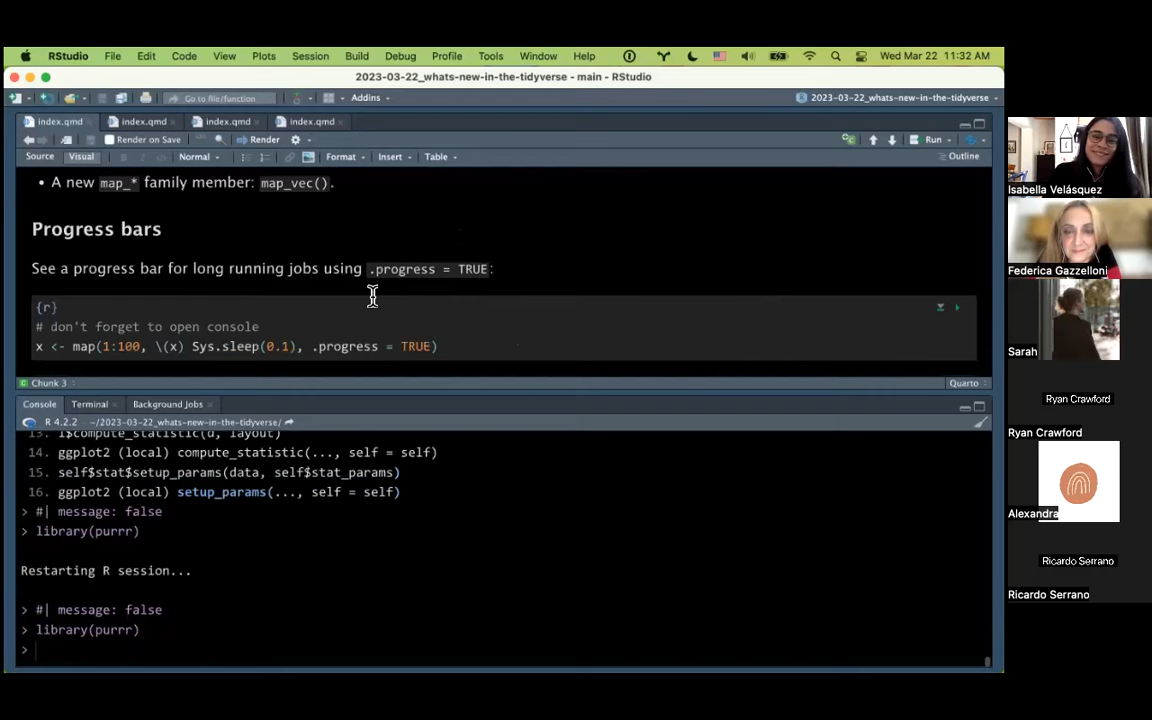 RStudio File Edit Code View Plots Session Build Debug Profile Tools Window Help Wed Mar 22 11:32 AM
2023-03-22_whats-new-in-the-tidyverse - main - RStudio
Go to file/function Addins 2023-03-22_whats-new-in-the-tidyverse
index.qmd index.qmd index.qmd index.qmd
Render on Save Render Run
Source Visual B I Normal Format Insert Table Outline
• A new map_* family member: map_vec().
Progress bars
See a progress bar for long running jobs using .progress = TRUE:
{r}
# don't forget to open console
x <- map(1:100, \(x) Sys.sleep(0.1), .progress = TRUE)
Chunk 3 Quarto
Console Terminal Background Jobs
R 4.2.2 ~/2023-03-22_whats-new-in-the-tidyverse/
13. l$compute_statistic(d, layout)
14. ggplot2 (local) compute_statistic(..., self = self)
15. self$stat$setup_params(data, self$stat_params)
16. ggplot2 (local) setup_params(..., self = self)
> #| message: false
> library(purrr)
Restarting R session...
> #| message: false
> library(purrr)
>
Isabella Velásquez
Federica Gazzelloni
Sarah
Ryan Crawford
Ryan Crawford
Alexandra
Ricardo Serrano
Ricardo Serrano